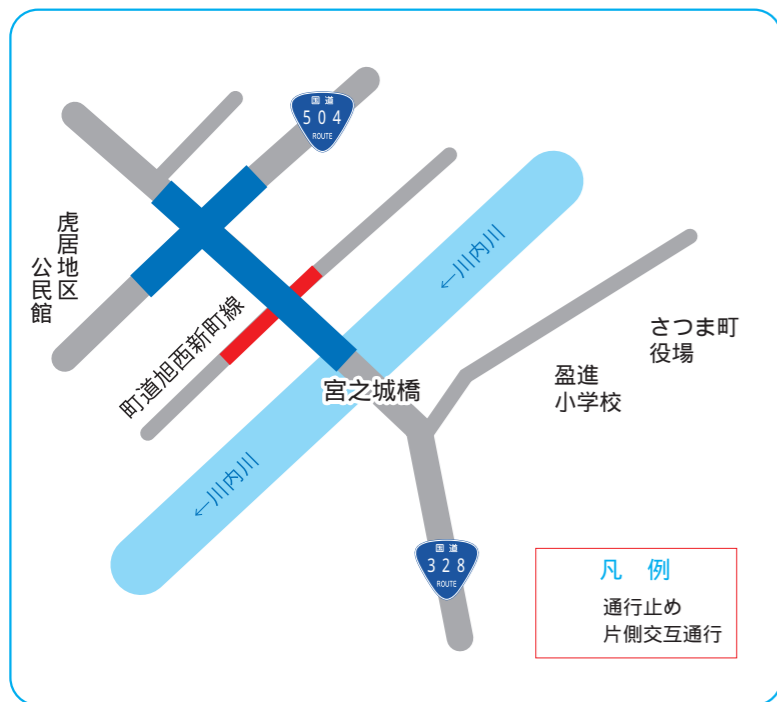 国道
504
ROUTE
虎居地区
公民館
町道旭西新町線
←川内川
さつま町
役場
盈進
小学校
宮之城橋
←川内川
国道
328
ROUTE
凡例
通行止め
片側交互通行